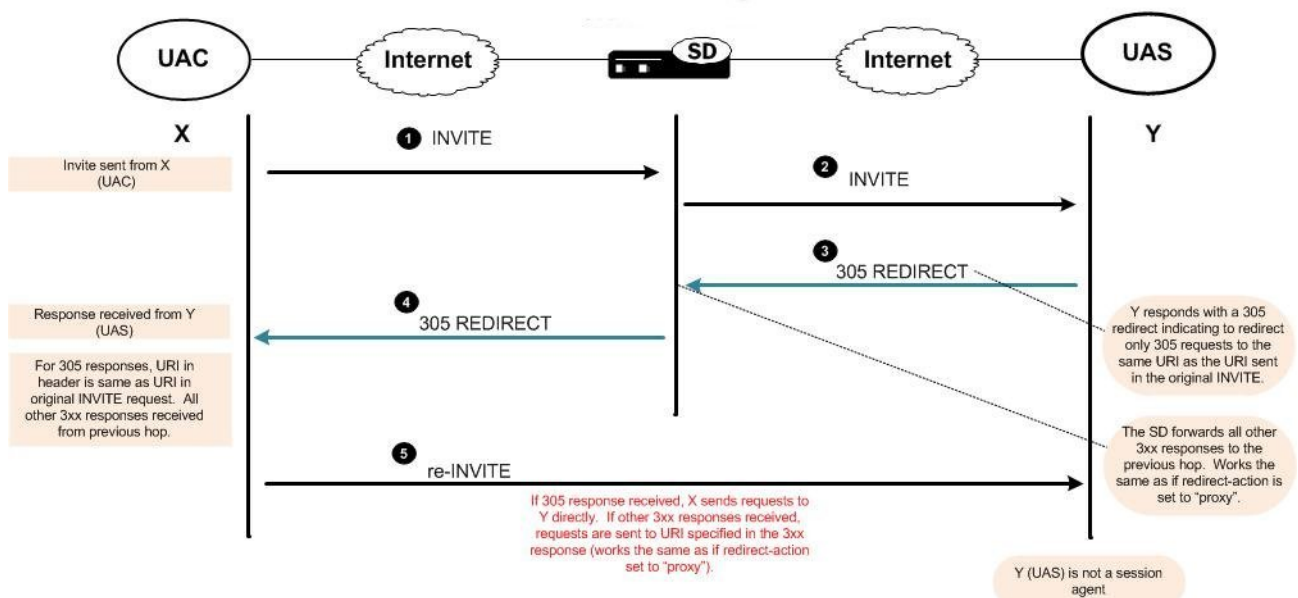 UAC
Internet
SD
Internet
UAS
X
Y
1 INVITE
Invite sent from X
(UAC)
2 INVITE
3
305 REDIRECT
4
305 REDIRECT
Response received from Y
(UAS)
Y responds with a 305
redirect indicating to redirect
only 305 requests to the
same URI as the URI sent
in the original INVITE.
For 305 responses, URI in
header is same as URI in
original INVITE request. All
other 3xx responses received
from previous hop.
The SD forwards all other
3xx responses to the
previous hop. Works the
same as if redirect-action is
set to “proxy”.
5
re-INVITE
If 305 response received, X sends requests to
Y directly. If other 3xx responses received,
requests are sent to URI specified in the 3xx
response (works the same as if redirect-action
set to “proxy”).
Y (UAS) is not a session
agent